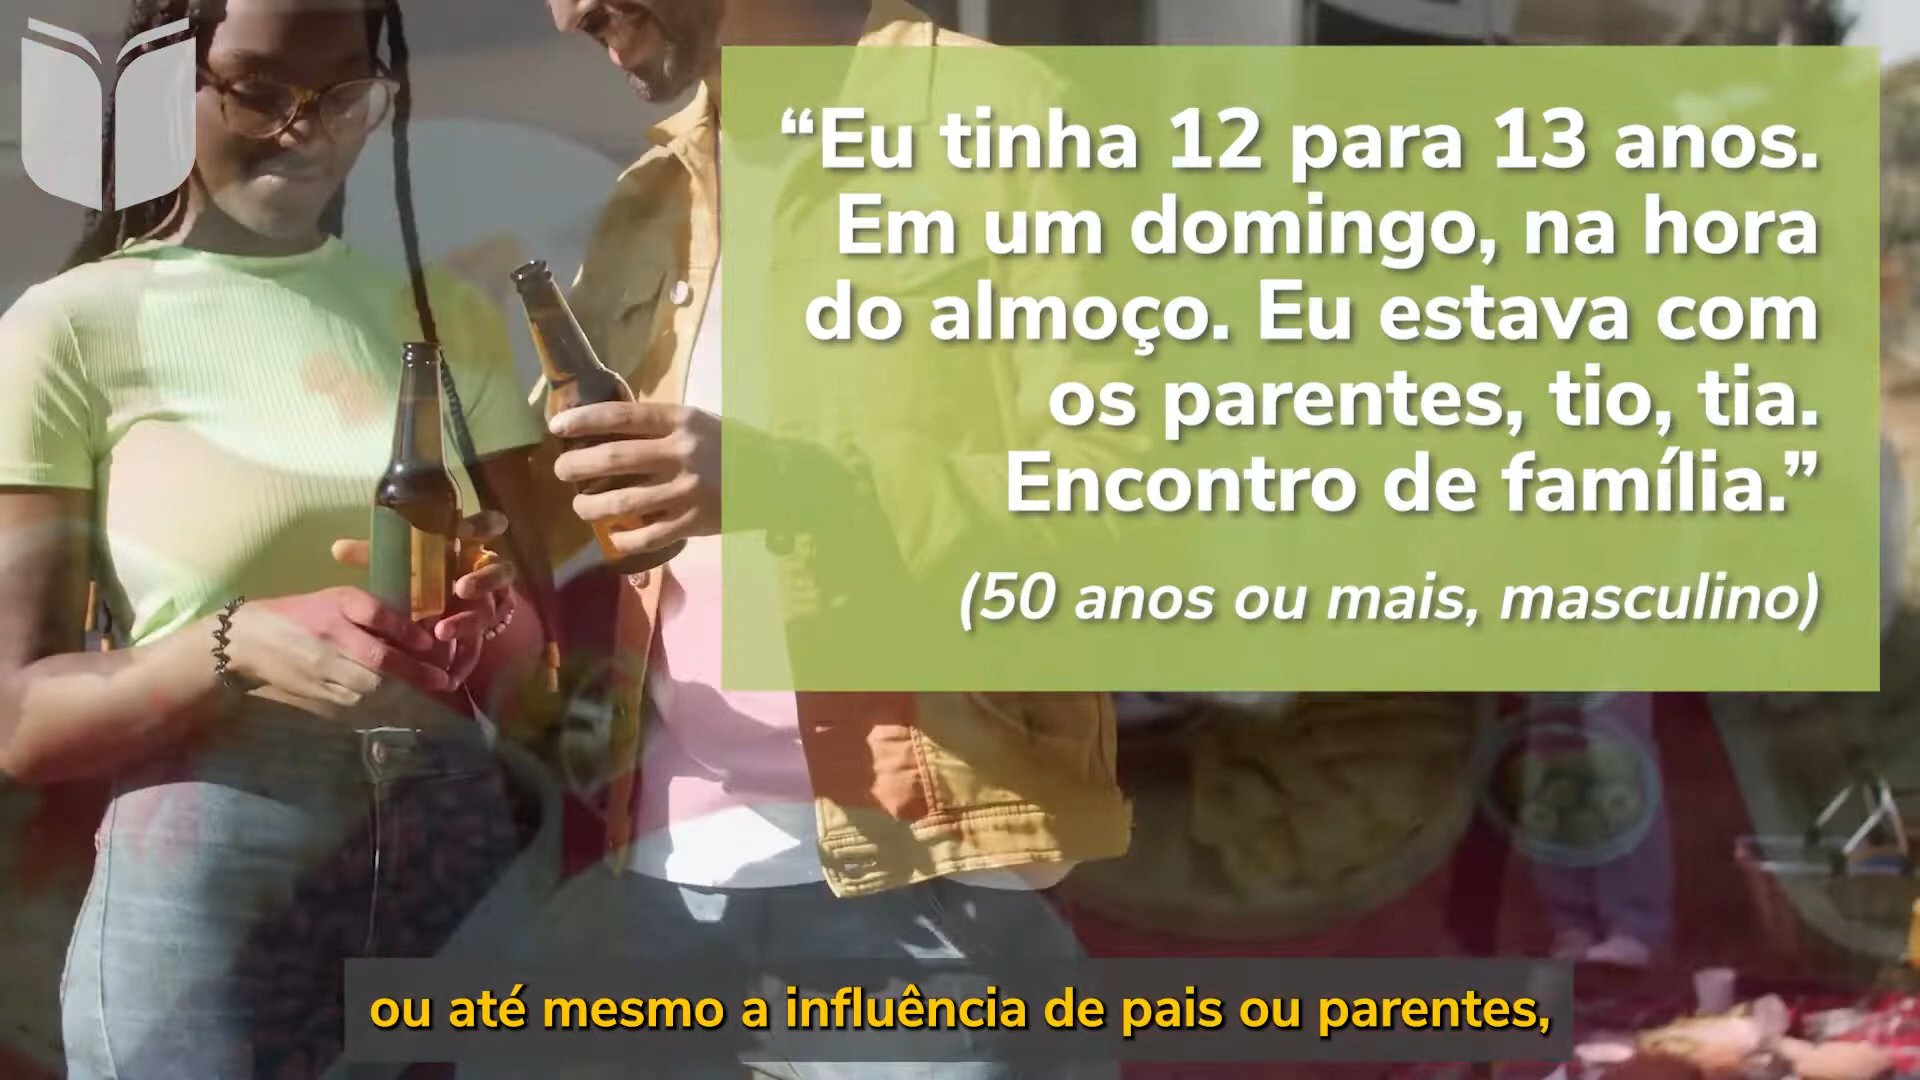 “Eu tinha 12 para 13 anos.
Em um domingo, na hora
do almoço. Eu estava com
os parentes, tio, tia.
Encontro de família.”
(50 anos ou mais, masculino)
ou até mesmo a influência de pais ou parentes,